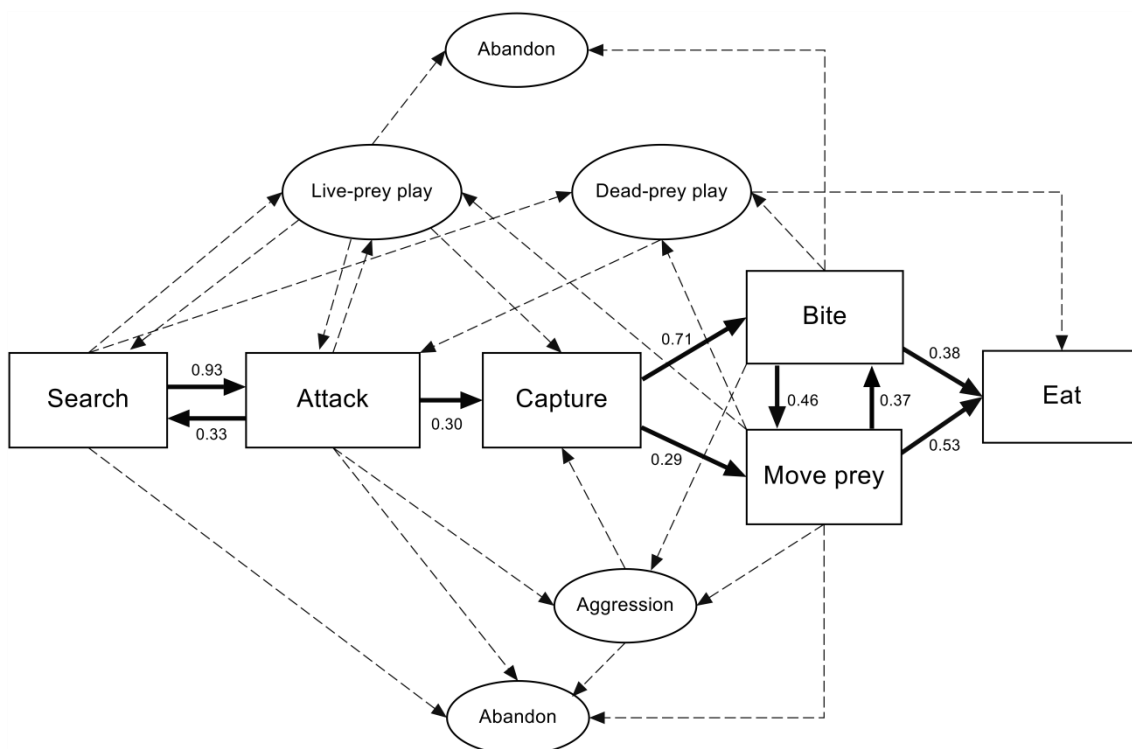 Abandon
Live-prey play
Dead-prey play
Bite
0.71
0.38
Search
0.93
0.33
Attack
0.30
Capture
0.46
0.37
Eat
0.29
0.53
Move prey
Aggression
Abandon